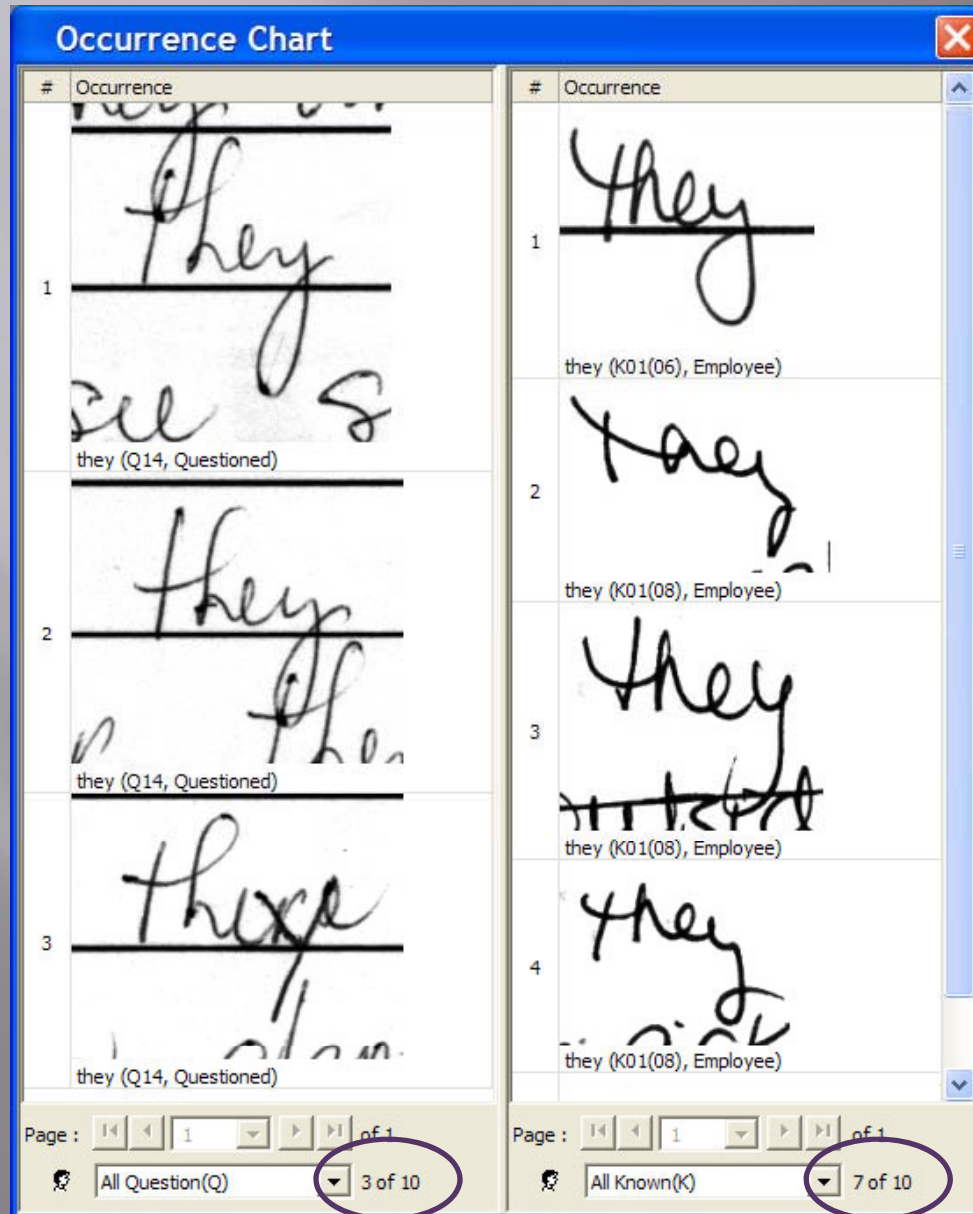 Occurrence Chart
# Occurrence
they
1
see s
they (Q14, Questioned)
they
2
they (Q14, Questioned)
3
they (Q14, Questioned)
Page : 1 of 1
All Question(Q) 3 of 10
# Occurrence
they
1
they (K01(06), Employee)
they
2
they (K01(08), Employee)
they
3
they (K01(08), Employee)
they
4
they (K01(08), Employee)
Page : 1 of 1
All Known(K) 7 of 10